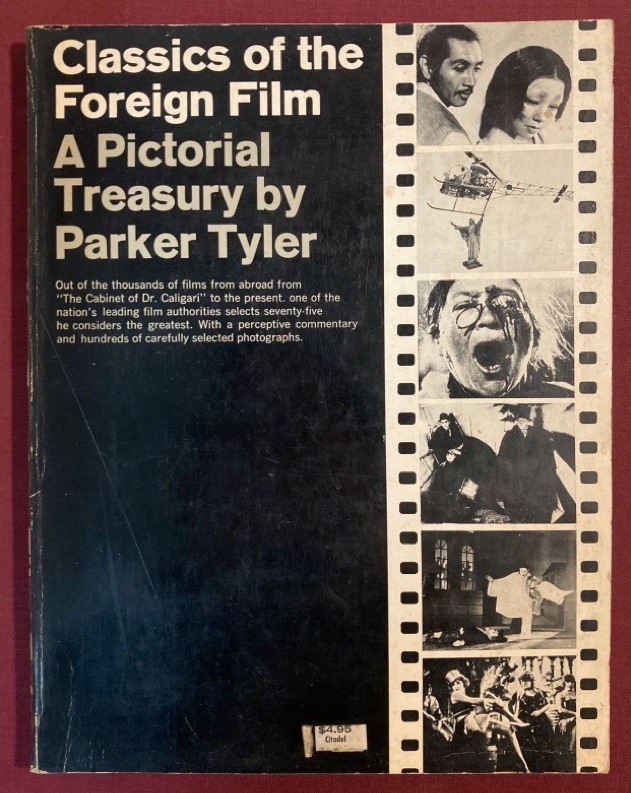 Classics of the
Foreign Film
A Pictorial
Treasury by
Parker Tyler
Out of the thousands of films from abroad from
"The Cabinet of Dr. Caligari" to the present. one of the
nation's leading film authorities selects seventy-five
he considers the greatest. With a perceptive commentary
and hundreds of carefully selected photographs.
$4.95
Citadel